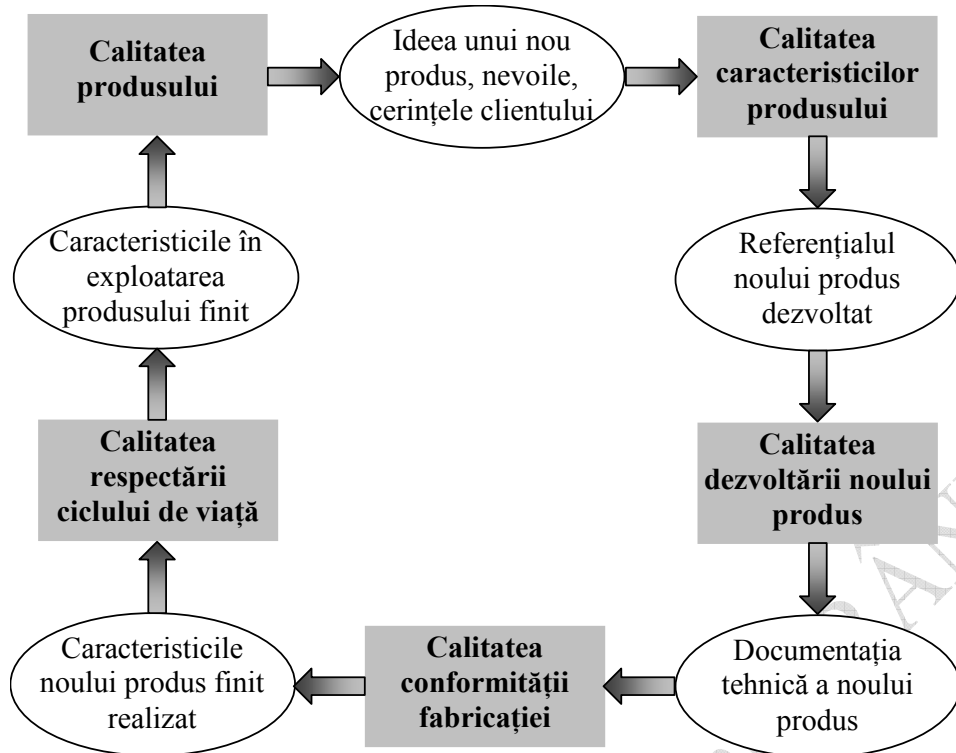 Calitatea
produsului
Ideea unui nou
produs, nevoile,
cerințele clientului
Calitatea
caracteristicilor
produsului
Referențialul
noului produs
dezvoltat
Calitatea
dezvoltării noului
produs
Documentația
tehnică a noului
produs
Calitatea
conformității
fabricației
Caracteristicile
noului produs finit
realizat
Calitatea
respectării
ciclului de viață
Caracteristicile în
exploatarea
produsului finit